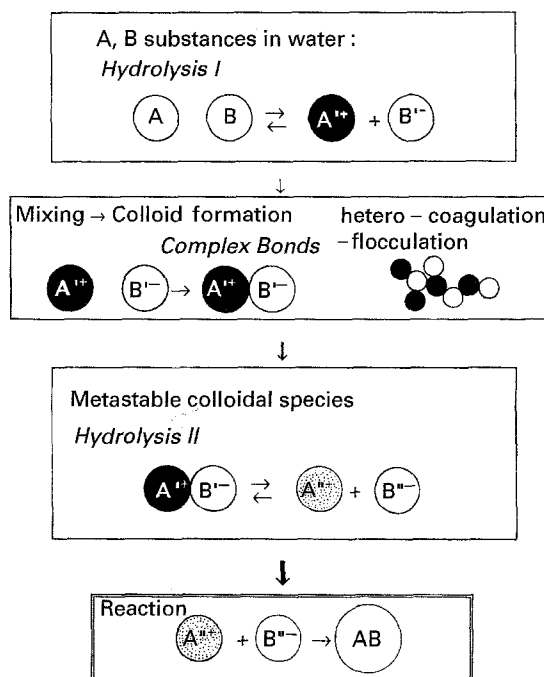 A, B substances in water :
Hydrolysis I
A B ⇄ A'+ + B'−
↓
Mixing → Colloid formation hetero – coagulation
Complex Bonds –flocculation
A'+ B'− → A'+ B'−
↓
Metastable colloidal species
Hydrolysis II
A'+ B'− ⇄ A"− + B"−
↓
Reaction
A"+ + B"− → AB